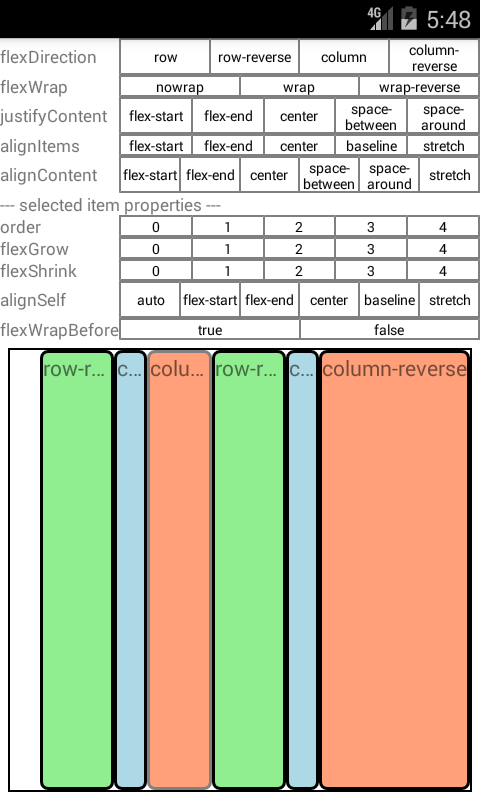 4G 5:48
flexDirection row row-reverse column column-reverse
flexWrap nowrap wrap wrap-reverse
justifyContent flex-start flex-end center space-between space-around
alignItems flex-start flex-end center baseline stretch
alignContent flex-start flex-end center space-between space-around stretch
--- selected item properties ---
order 0 1 2 3 4
flexGrow 0 1 2 3 4
flexShrink 0 1 2 3 4
alignSelf auto flex-start flex-end center baseline stretch
flexWrapBefore true false
row-r... c... colu... row-r... c... column-reverse